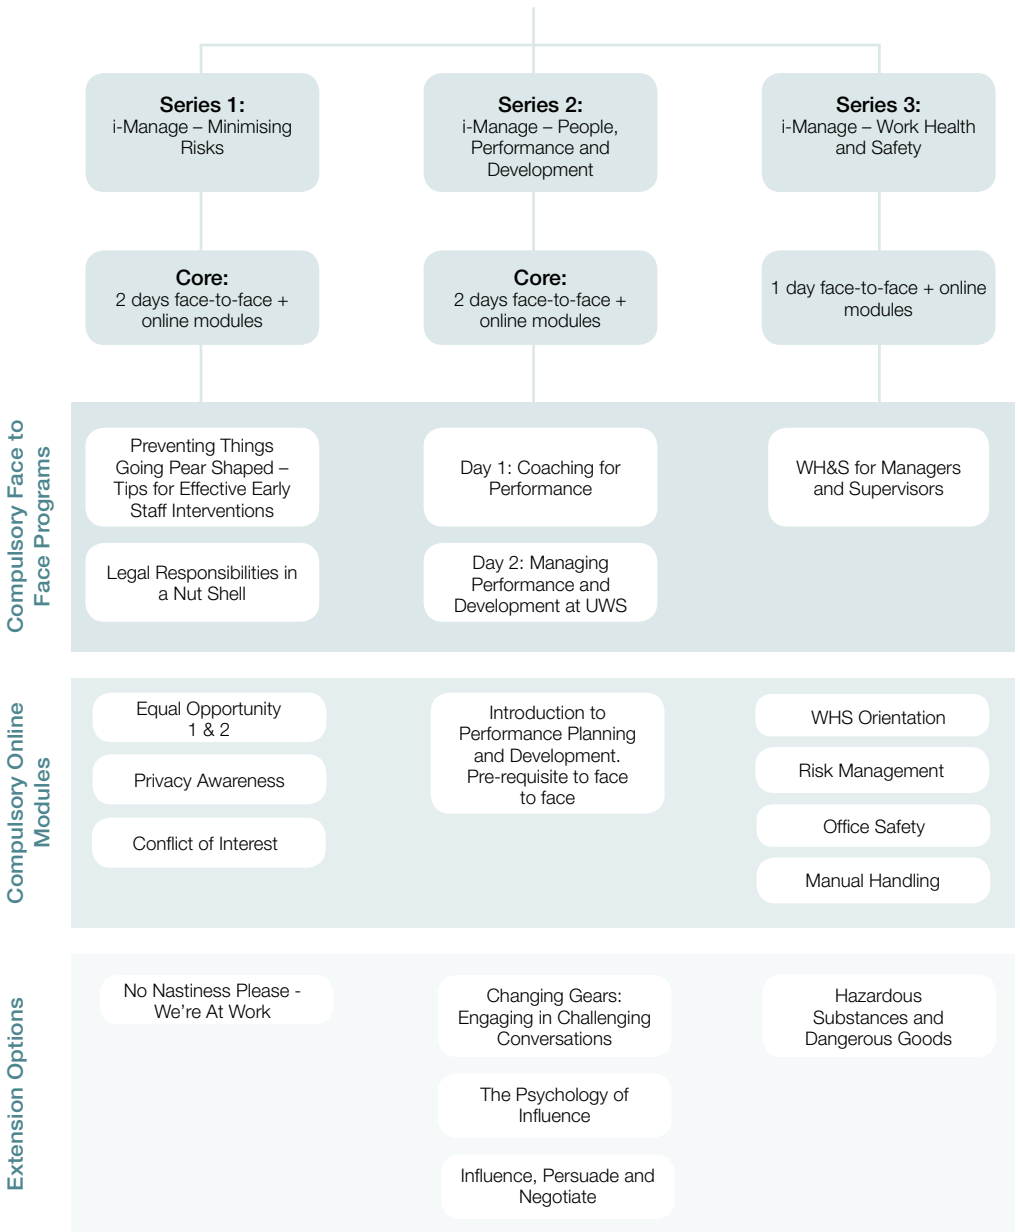 Series 1:
i-Manage – Minimising
Risks
Series 2:
i-Manage – People,
Performance and
Development
Series 3:
i-Manage – Work Health
and Safety
Core:
2 days face-to-face +
online modules
Core:
2 days face-to-face +
online modules
1 day face-to-face + online
modules
Compulsory Face to
Face Programs
Preventing Things
Going Pear Shaped –
Tips for Effective Early
Staff Interventions
Legal Responsibilities in
a Nut Shell
Day 1: Coaching for
Performance
Day 2: Managing
Performance and
Development at UWS
WH&S for Managers
and Supervisors
Compulsory Online
Modules
Equal Opportunity
1 & 2
Privacy Awareness
Conflict of Interest
Introduction to
Performance Planning
and Development.
Pre-requisite to face
to face
WHS Orientation
Risk Management
Office Safety
Manual Handling
Extension Options
No Nastiness Please -
We’re At Work
Changing Gears:
Engaging in Challenging
Conversations
The Psychology of
Influence
Influence, Persuade and
Negotiate
Hazardous
Substances and
Dangerous Goods